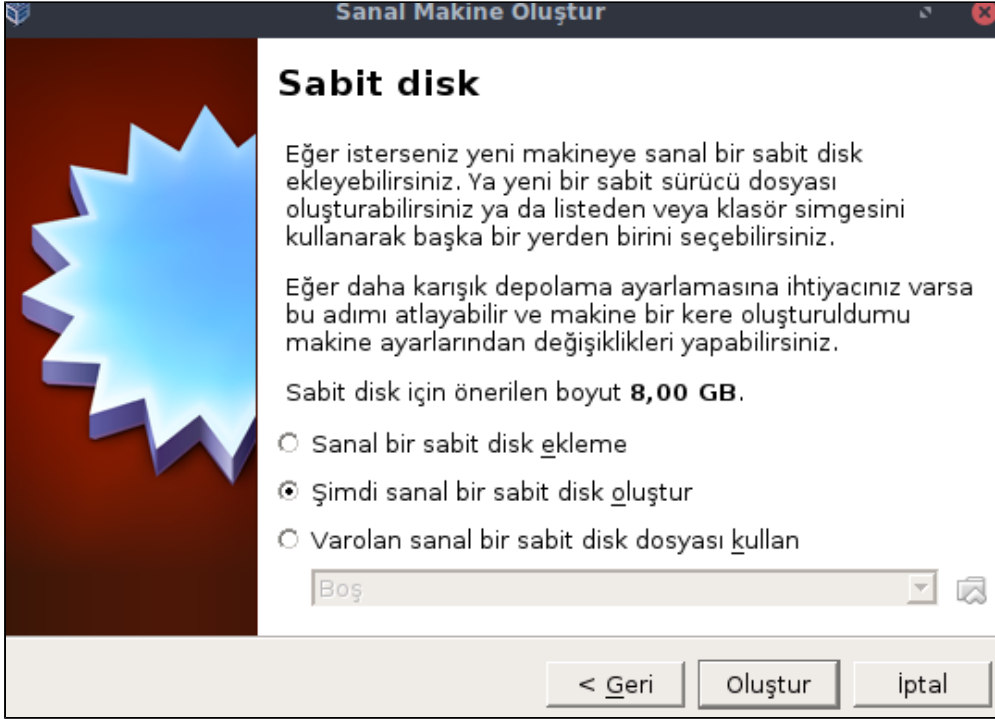 Sanal Makine Oluştur
Sabit disk
Eğer isterseniz yeni makineye sanal bir sabit disk
ekleyebilirsiniz. Ya yeni bir sabit sürücü dosyası
oluşturabilirsiniz ya da listeden veya klasör simgesini
kullanarak başka bir yerden birini seçebilirsiniz.
Eğer daha karışık depolama ayarlamasına ihtiyacınız varsa
bu adımı atlayabilir ve makine bir kere oluşturuldumu
makine ayarlarından değişiklikleri yapabilirsiniz.
Sabit disk için önerilen boyut 8,00 GB.
Sanal bir sabit disk ekleme
Şimdi sanal bir sabit disk oluştur
Varolan sanal bir sabit disk dosyası kullan
Boş
< Geri
Oluştur
İptal